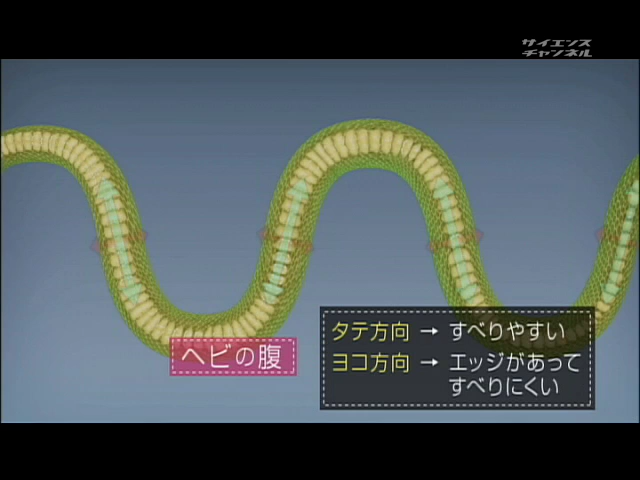 サイエンス
チャンネル
ヘビの腹
タテ方向 → すべりやすい
ヨコ方向 → エッジがあって
すべりにくい